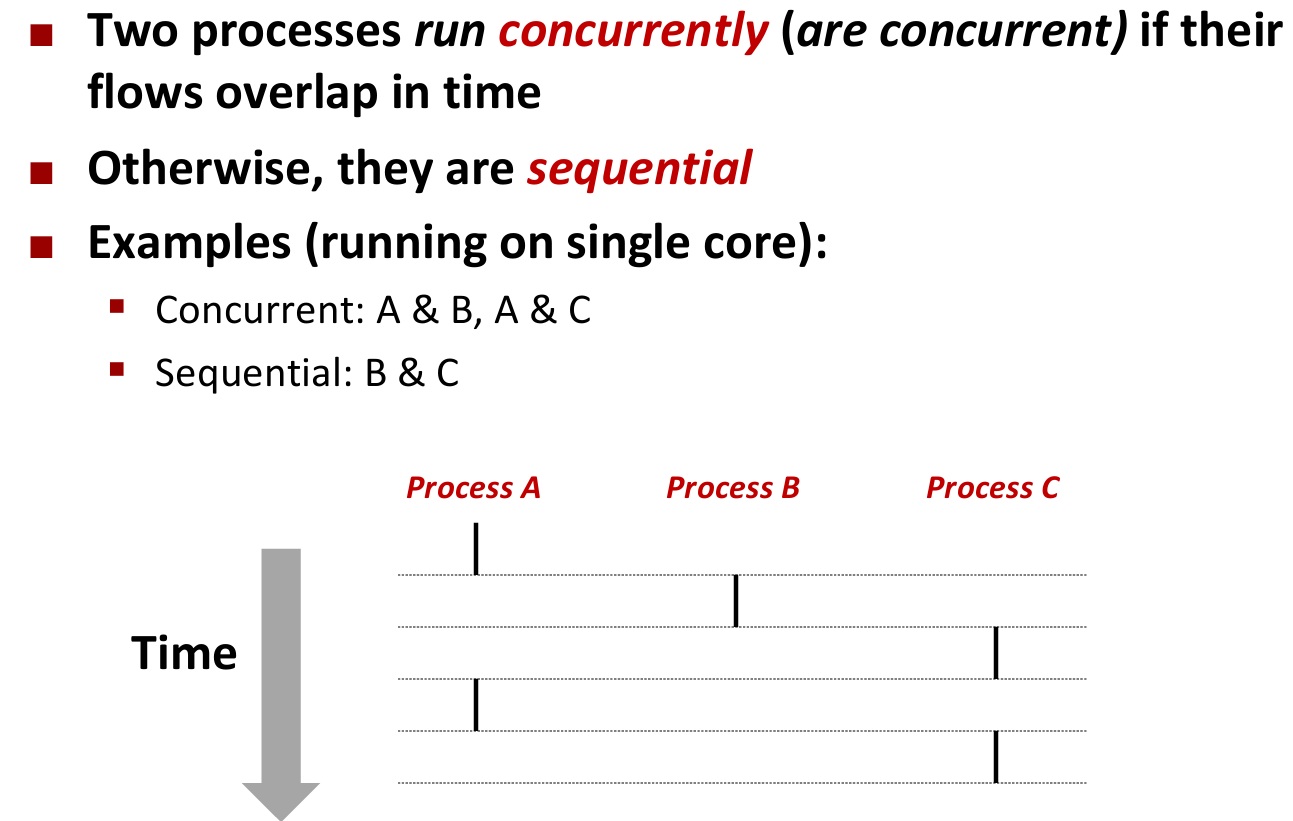 Two processes run concurrently (are concurrent) if their
flows overlap in time
Otherwise, they are sequential
Examples (running on single core):
Concurrent: A & B, A & C
Sequential: B & C
Process A Process B Process C
Time